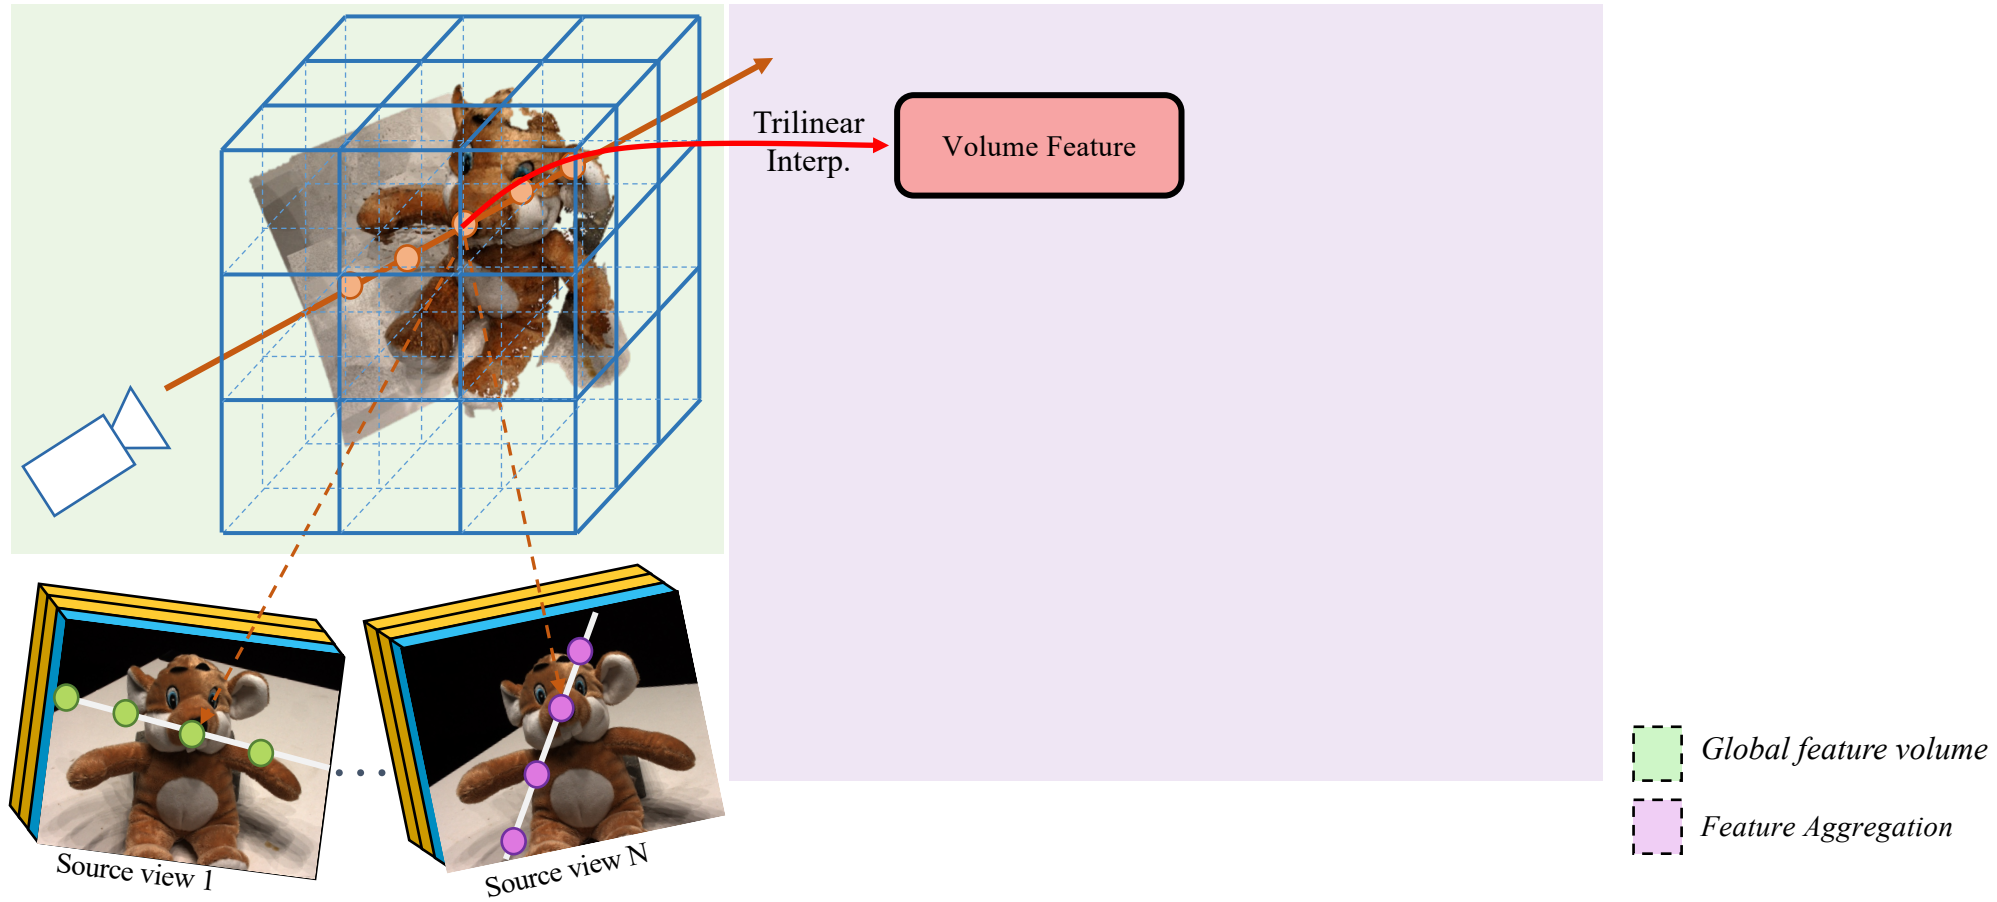 Trilinear
Interp.
Volume Feature
Global feature volume
Feature Aggregation
Source view 1
Source view N